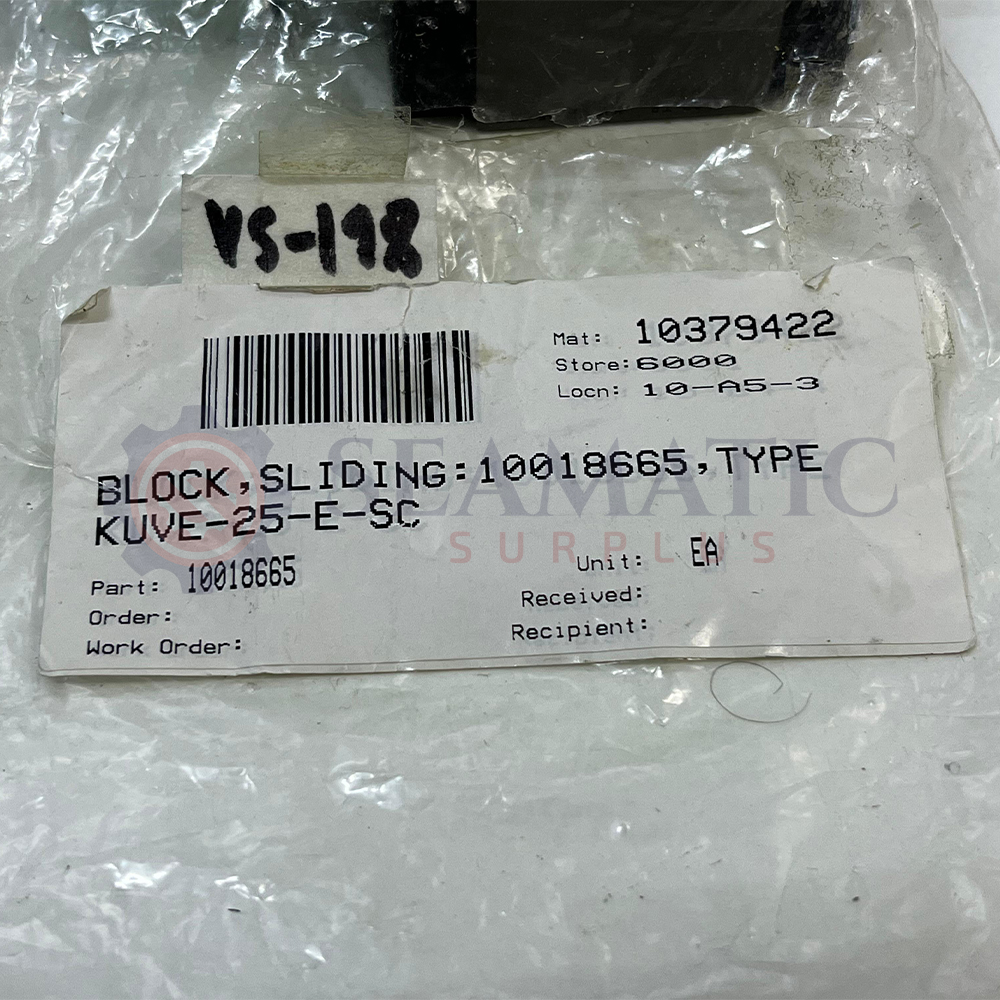 VS-198
Mat: 10379422
Store: 6000
Locn: 10-A5-3
BLOCK,SLIDING:10018665,TYPE
KUVE-25-E-SC
SEAMATIC
SURPLUS
Part: 10018665
Unit: EA
Order:
Received:
Work Order:
Recipient: